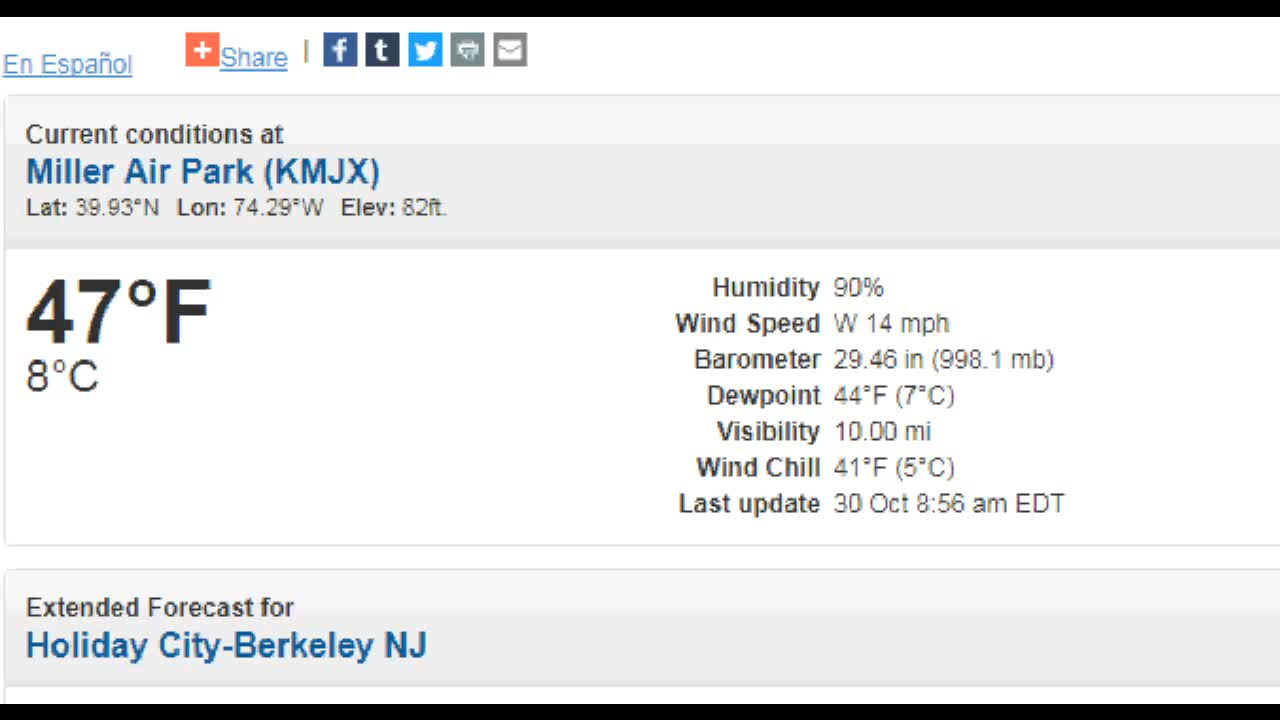 En Español Share |
Current conditions at
Miller Air Park (KMJX)
Lat: 39.93°N Lon: 74.29°W Elev: 82ft.
47°F
8°C
Humidity 90%
Wind Speed W 14 mph
Barometer 29.46 in (998.1 mb)
Dewpoint 44°F (7°C)
Visibility 10.00 mi
Wind Chill 41°F (5°C)
Last update 30 Oct 8:56 am EDT
Extended Forecast for
Holiday City-Berkeley NJ